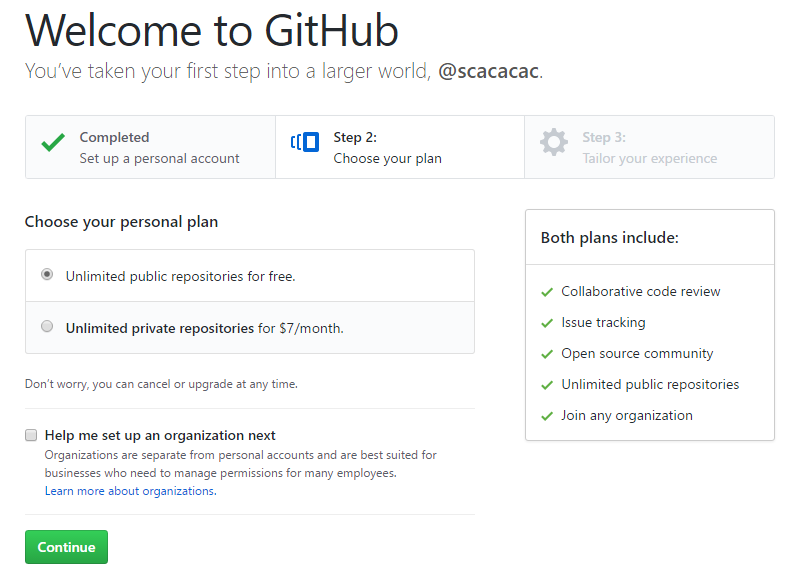 Welcome to GitHub
You’ve taken your first step into a larger world, @scacacac.
Completed
Set up a personal account
Step 2:
Choose your plan
Step 3:
Tailor your experience
Choose your personal plan
Unlimited public repositories for free.
Unlimited private repositories for $7/month.
Don’t worry, you can cancel or upgrade at any time.
Help me set up an organization next
Organizations are separate from personal accounts and are best suited for
businesses who need to manage permissions for many employees.
Learn more about organizations.
Continue
Both plans include:
Collaborative code review
Issue tracking
Open source community
Unlimited public repositories
Join any organization